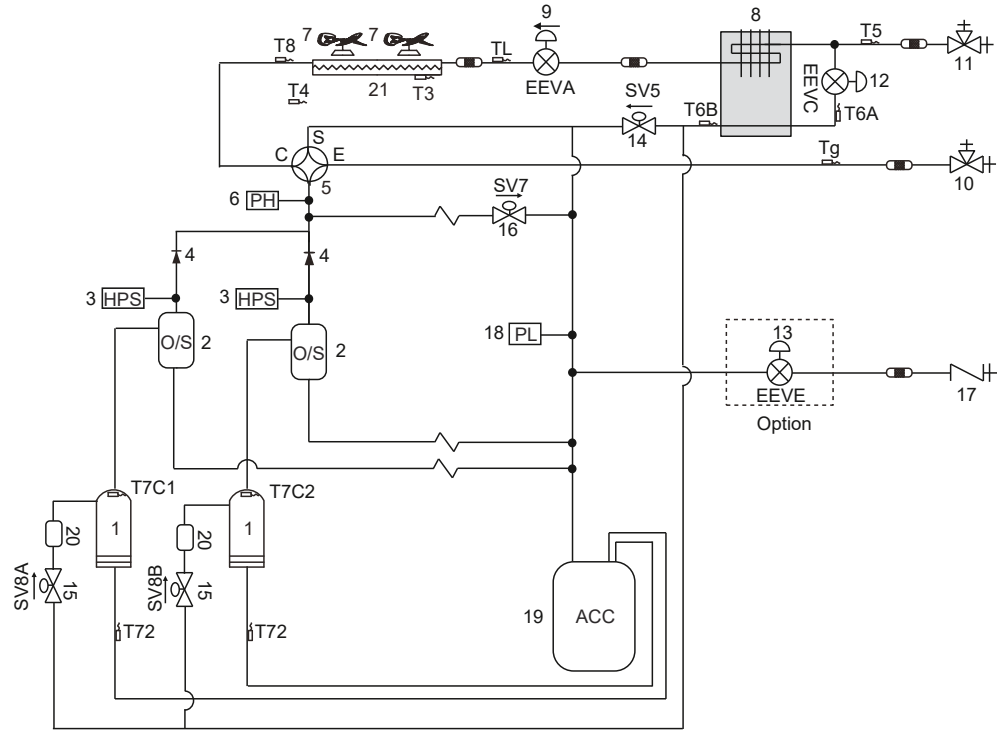 7 7 9 8
T8 TL T5
21 T3 EEVA 11
T4 EEVC 12
SV5 T6B T6A
S 14
C E Tg
5 10
6 PH SV7
16
4 4
3 HPS 3 HPS
18 PL 13
O/S 2 O/S 2
EEVE 17
Option
T7C1 T7C2
1 1
20 20
SV8A 15 SV8B 15
19 ACC
T72 T72